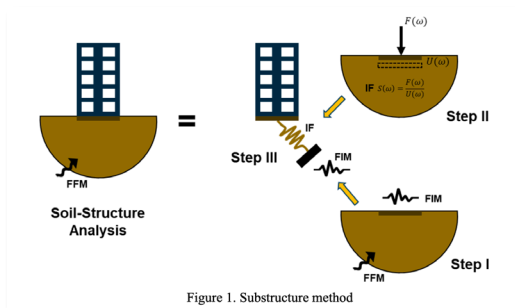 F(ω)
U(ω)
IF S(ω) = F(ω)/U(ω)
Step II
=
IF
Step III
FIM
FFM
FIM
Soil-Structure
Analysis
Step I
FFM
Figure 1. Substructure method